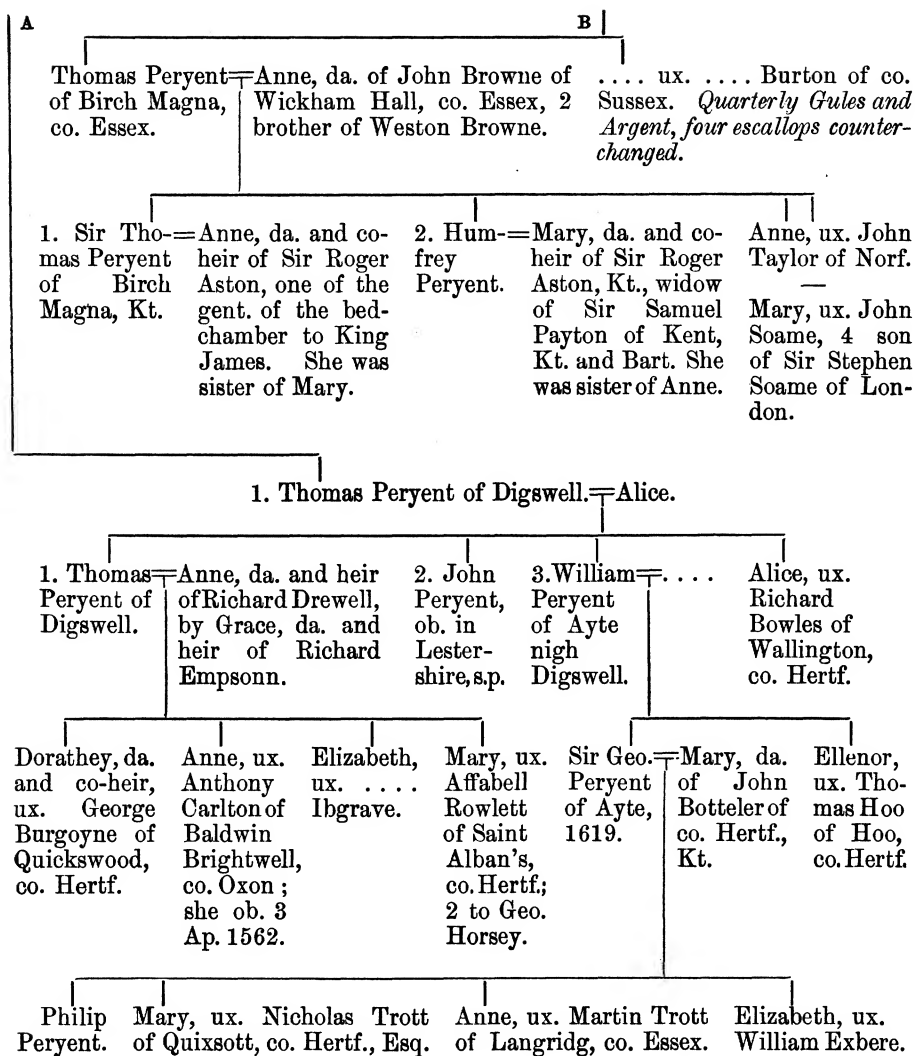 A
B
Thomas Peryent
of Birch Magna,
co. Essex.
Anne, da. of John Browne of
Wickham Hall, co. Essex, 2
brother of Weston Browne.
.... ux. .... Burton of co.
Sussex. Quarterly Gules and
Argent, four escallops counter-
changed.
1. Sir Tho-
mas Peryent
of Birch
Magna, Kt.
Anne, da. and co-
heir of Sir Roger
Aston, one of the
gent. of the bed-
chamber to King
James. She was
sister of Mary.
2. Hum-
frey
Peryent.
Mary, da. and co-
heir of Sir Roger
Aston, Kt., widow
of Sir Samuel
Payton of Kent,
Kt. and Bart. She
was sister of Anne.
Anne, ux. John
Taylor of Norf.
—
Mary, ux. John
Soame, 4 son
of Sir Stephen
Soame of Lon-
don.
1. Thomas Peryent of Digswell.=Alice.
1. Thomas
Peryent of
Digswell.
Anne, da. and heir
of Richard Drewell,
by Grace, da. and
heir of Richard
Empsonn.
2. John
Peryent,
ob. in
Lester-
shire, s.p.
3. William= ....
Peryent
of Ayte
nigh
Digswell.
Alice, ux.
Richard
Bowles of
Wallington,
co. Hertf.
Dorathey, da.
and co-heir,
ux. George
Burgoyne of
Quickswood,
co. Hertf.
Anne, ux.
Anthony
Carlton of
Baldwin
Brightwell,
co. Oxon ;
she ob. 3
Ap. 1562.
Elizabeth,
ux. ....
Ibgrave.
Mary, ux.
Affabell
Rowlett
of Saint
Alban's,
co. Hertf.;
2 to Geo.
Horsey.
Sir Geo.
Peryent
of Ayte,
1619.
Mary, da.
of John
Botteler of
co. Hertf.,
Kt.
Ellenor,
ux. Tho-
mas Hoo
of Hoo,
co. Hertf.
Philip
Peryent.
Mary, ux. Nicholas Trott
of Quixsott, co. Hertf., Esq.
Anne, ux. Martin Trott
of Langridg, co. Essex.
Elizabeth, ux.
William Exbere.